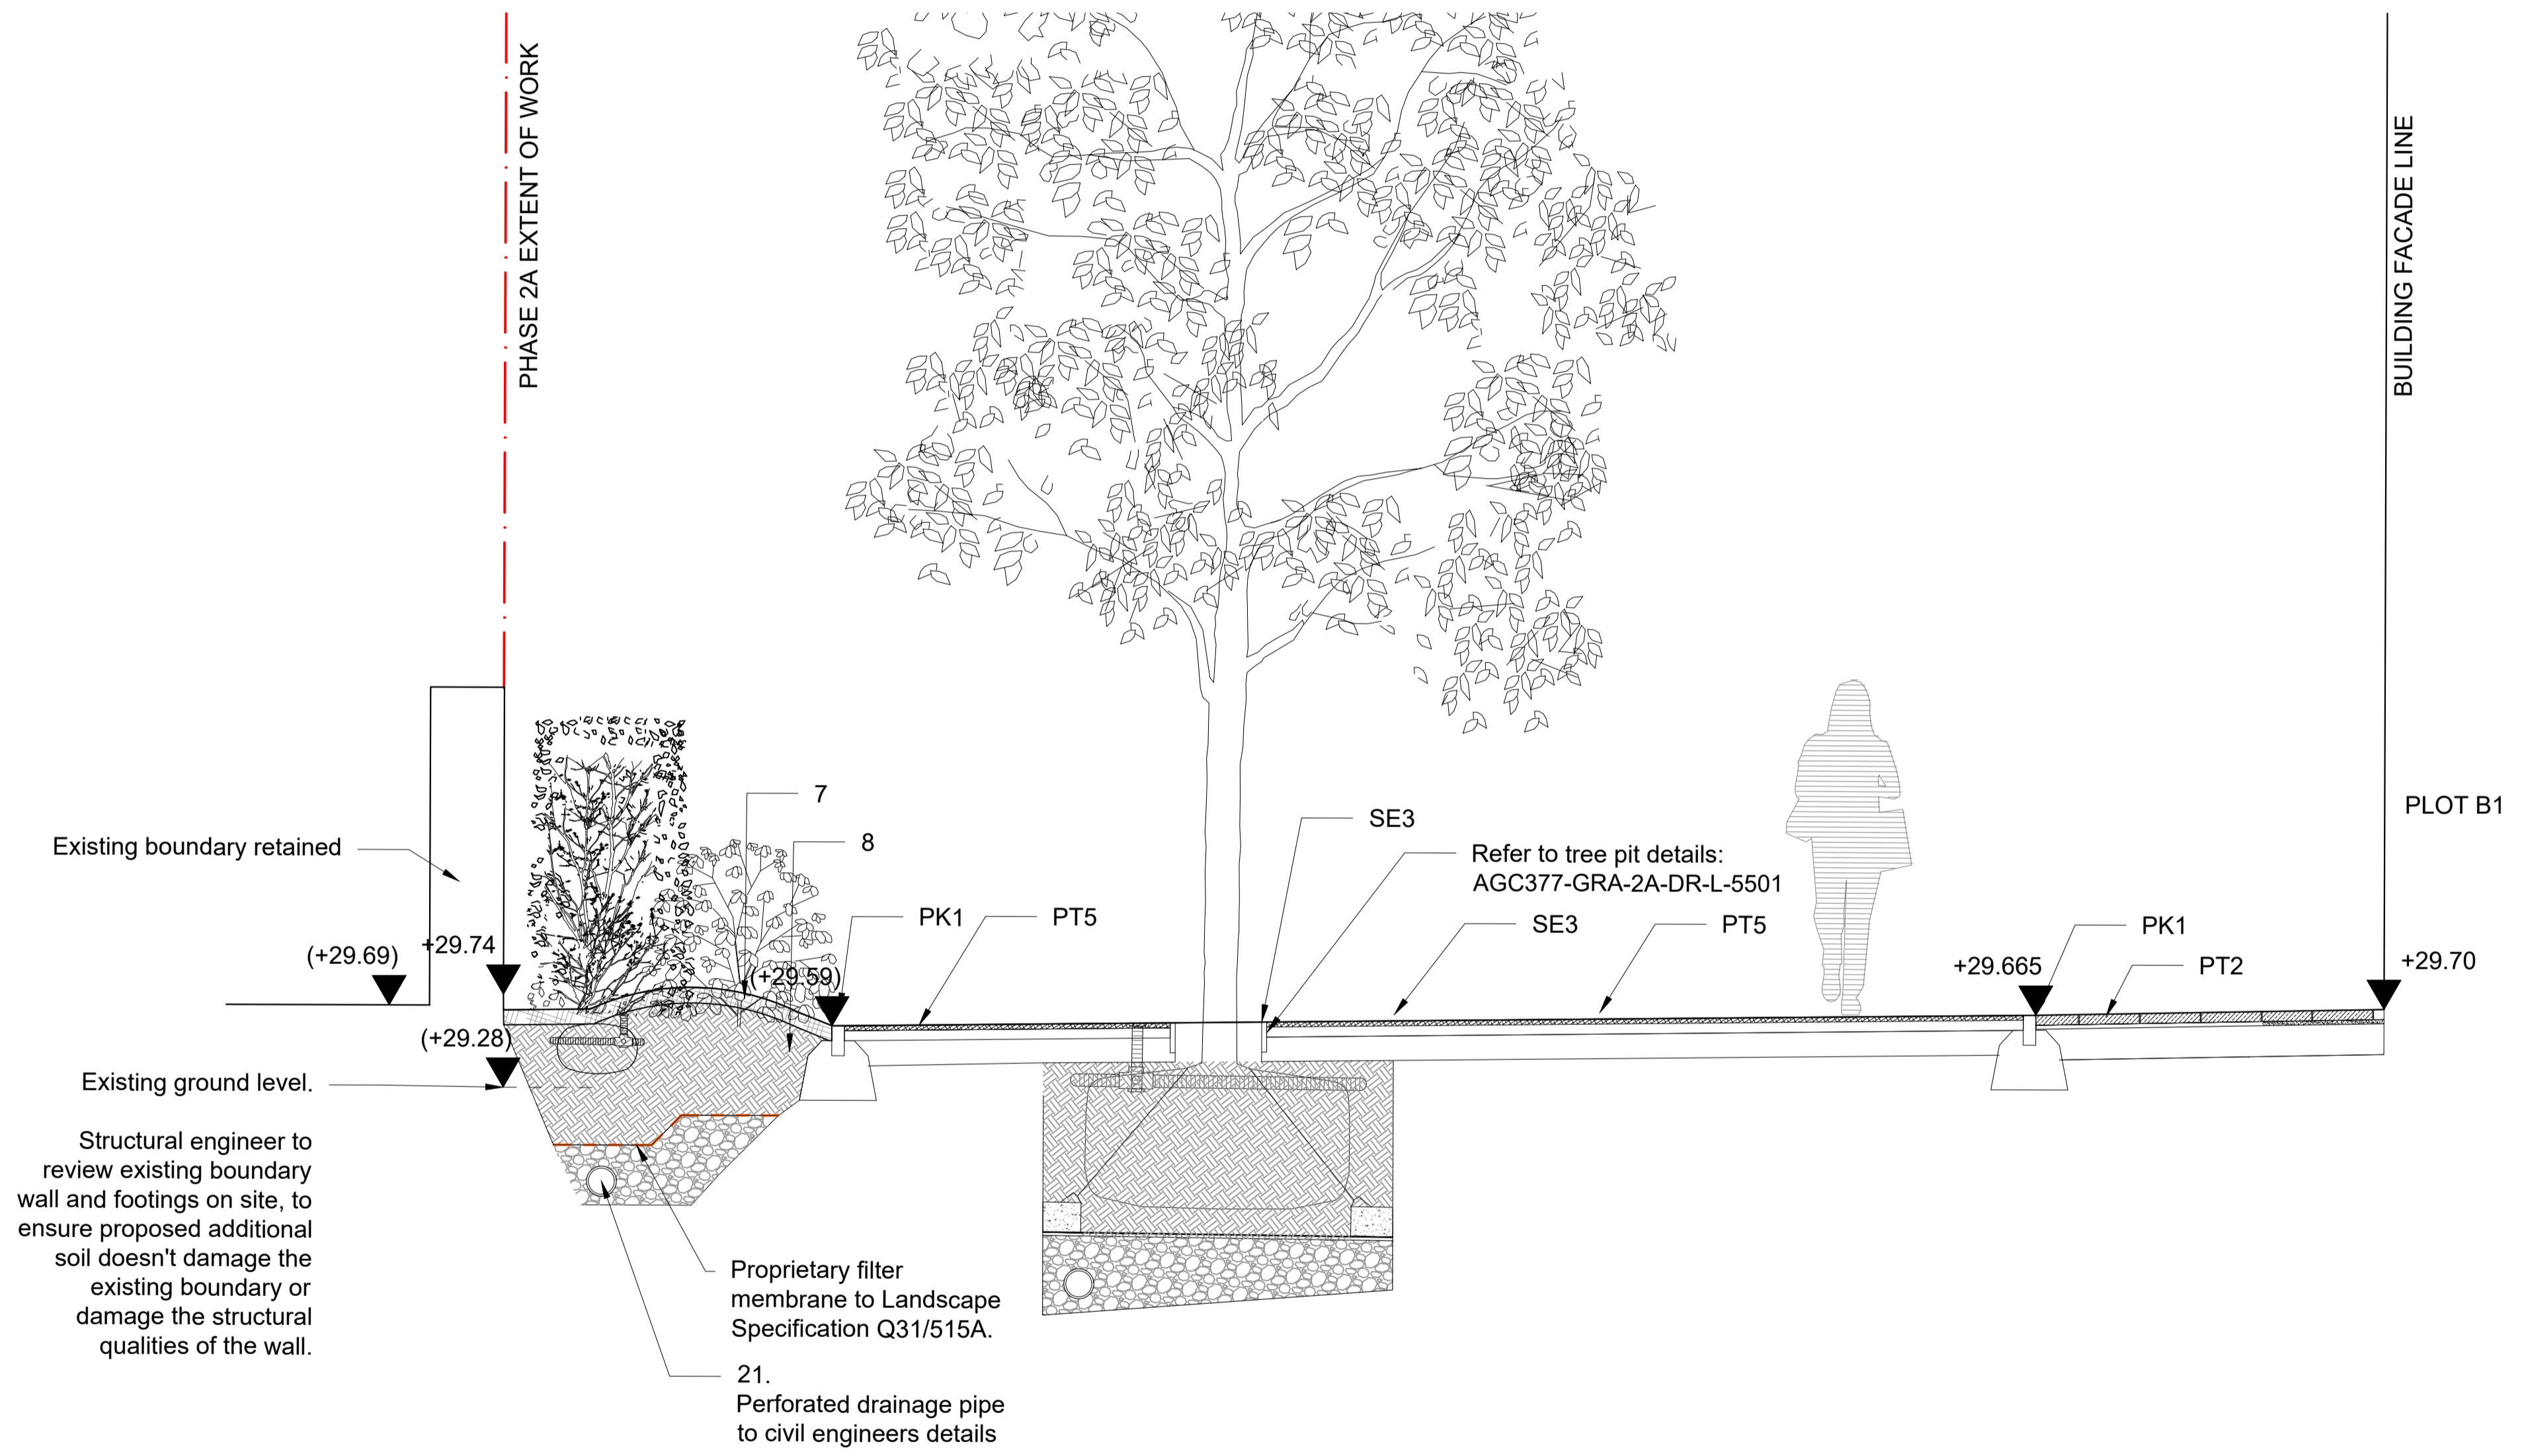 PHASE 2A EXTENT OF WORK
BUILDING FACADE LINE
PLOT B1
7
8
SE3
Existing boundary retained
Refer to tree pit details:
AGC377-GRA-2A-DR-L-5501
PK1
PT5
SE3
PT5
PK1
(+29.69)
+29.74
(+29.59)
+29.665
PT2
+29.70
(+29.28)
Existing ground level.
Structural engineer to
review existing boundary
wall and footings on site, to
ensure proposed additional
soil doesn't damage the
existing boundary or
damage the structural
qualities of the wall.
Proprietary filter
membrane to Landscape
Specification Q31/515A.
21.
Perforated drainage pipe
to civil engineers details